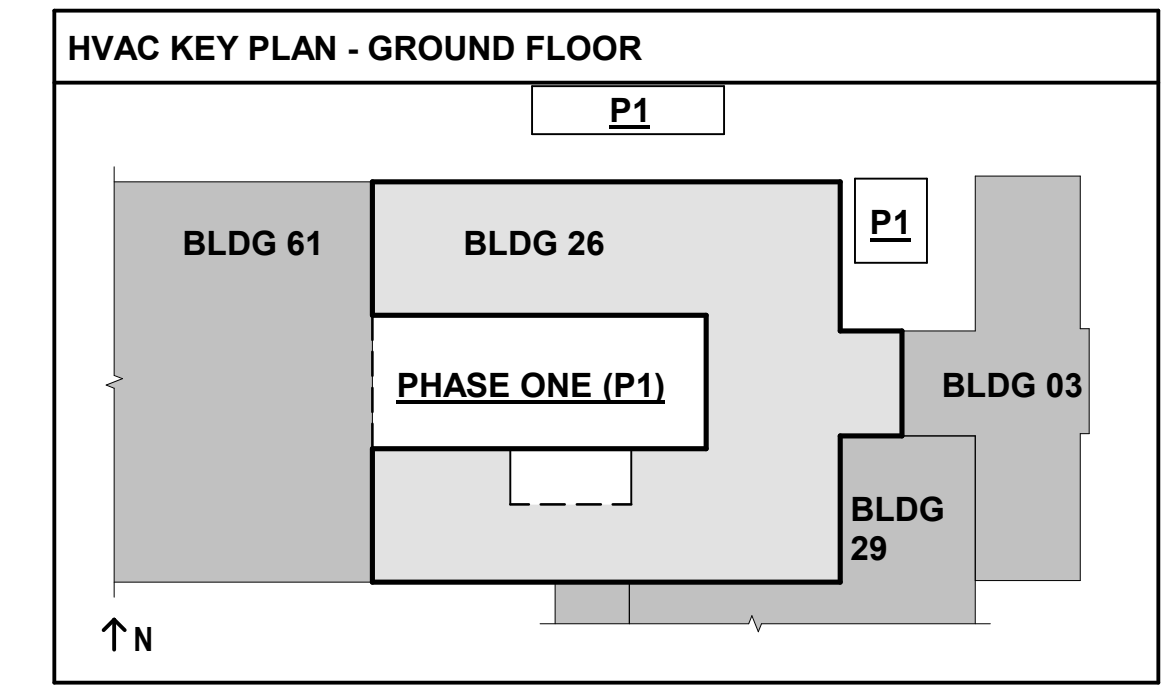 HVAC KEY PLAN - GROUND FLOOR
P1
P1
BLDG 61
BLDG 26
PHASE ONE (P1)
BLDG 03
BLDG
29
N